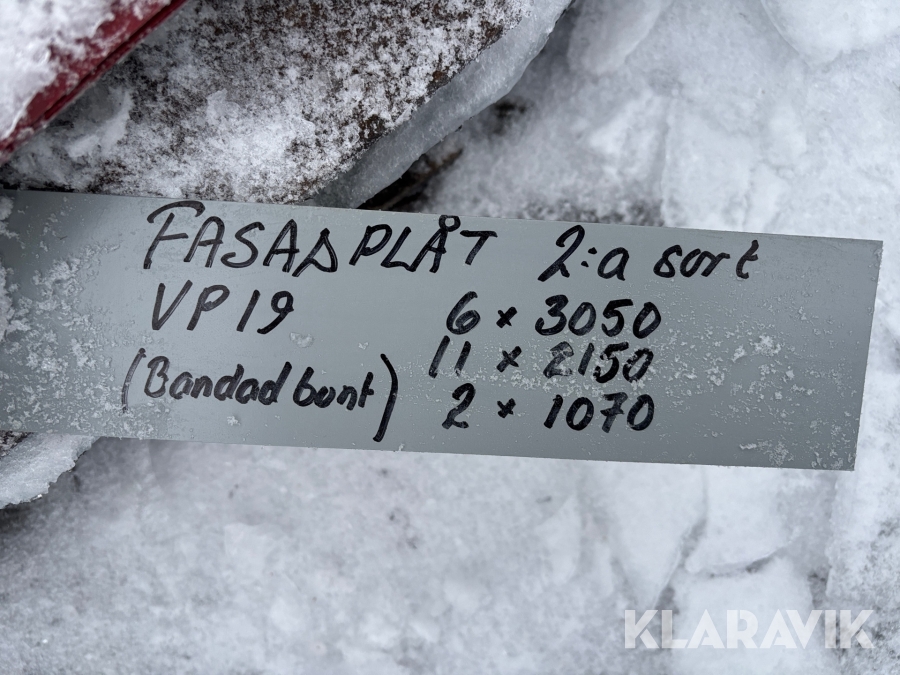 FASADPLÅT 2:a sort
VP19 6 x 3050
11 x 2150
(Bandad bunt) 2 x 1070
KLARAVIK